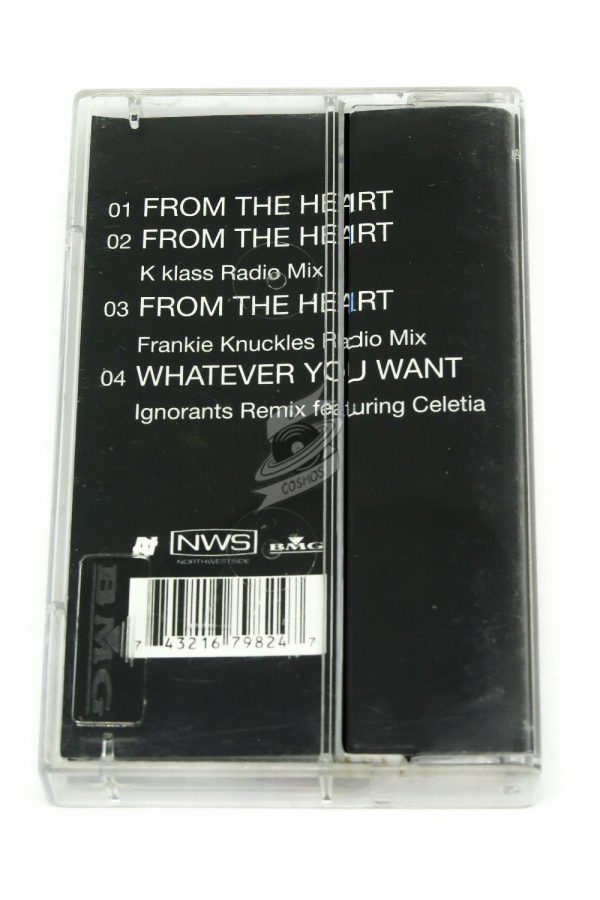 01 FROM THE HEART
02 FROM THE HEART
K klass Radio Mix
03 FROM THE HEART
Frankie Knuckles Radio Mix
04 WHATEVER YOU WANT
Ignorants Remix featuring Celetia
COSMOS
NWS
NORTHWESTSIDE
BMG
BMG
7 43216 79824 7